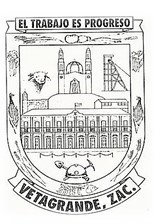 EL TRABAJO ES PROGRESO
VETAGRANDE, ZAC.